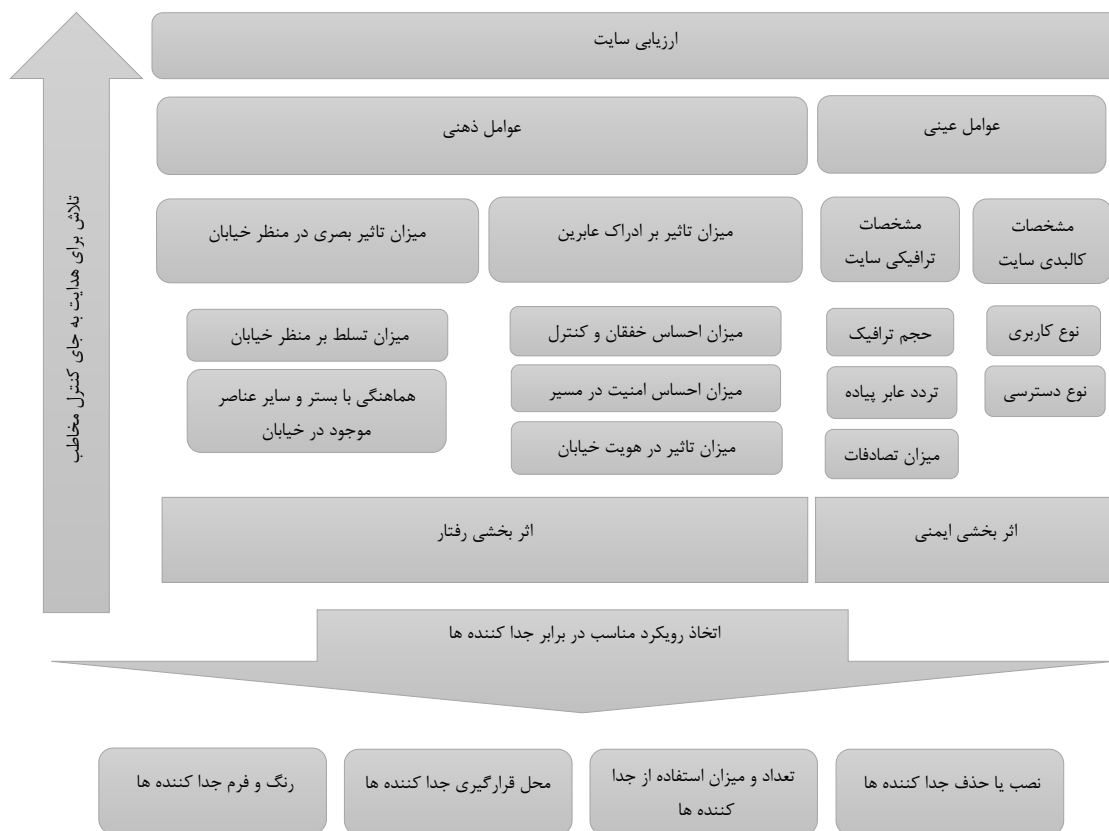 ارزیابی سایت
عوامل عینی
عوامل ذهنی
مشخصات
کالبدی سایت
مشخصات
ترافیکی سایت
میزان تاثیر بر ادراک عابرین
میزان تاثیر بصری در منظر خیابان
نوع کاربری
نوع دسترسی
حجم ترافیک
تردد عابر پیاده
میزان تصادفات
میزان احساس خفقان و کنترل
میزان احساس امنیت در مسیر
میزان تاثیر در هویت خیابان
میزان تسلط بر منظر خیابان
هماهنگی با بستر و سایر عناصر
موجود در خیابان
اثر بخشی ایمنی
اثر بخشی رفتار
تلاش برای هدایت به جای کنترل مخاطب
اتخاذ رویکرد مناسب در برابر جدا کننده ها
نصب یا حذف جدا کننده ها
تعداد و میزان استفاده از جدا
کننده ها
محل قرارگیری جدا کننده ها
رنگ و فرم جدا کننده ها